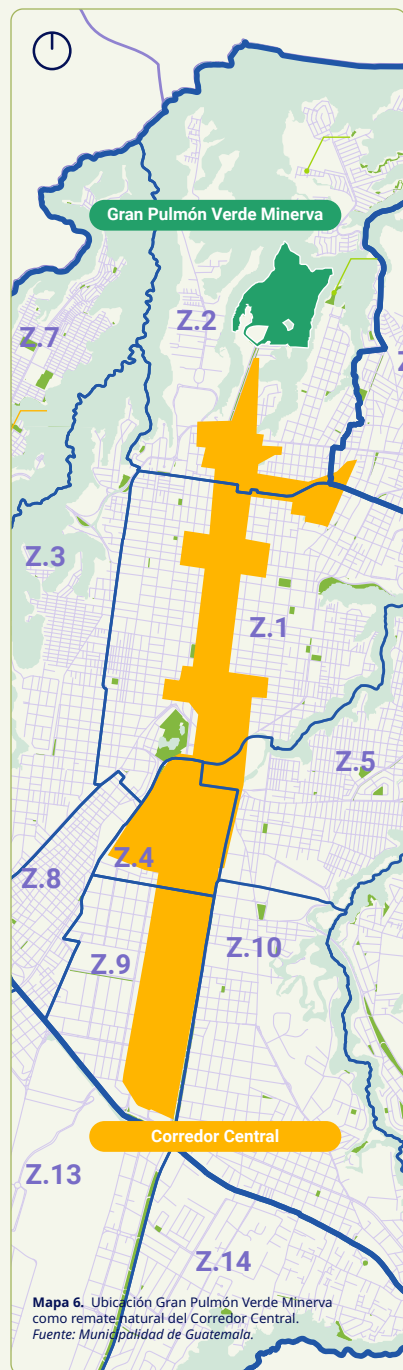 Gran Pulmón Verde Minerva
Z.2
Z.7
Z.3
Z.1
Z.5
Z.4
Z.8
Z.9
Z.10
Corredor Central
Z.13
Z.14
Mapa 6. Ubicación Gran Pulmón Verde Minerva
como remate natural del Corredor Central.
Fuente: Municipalidad de Guatemala.